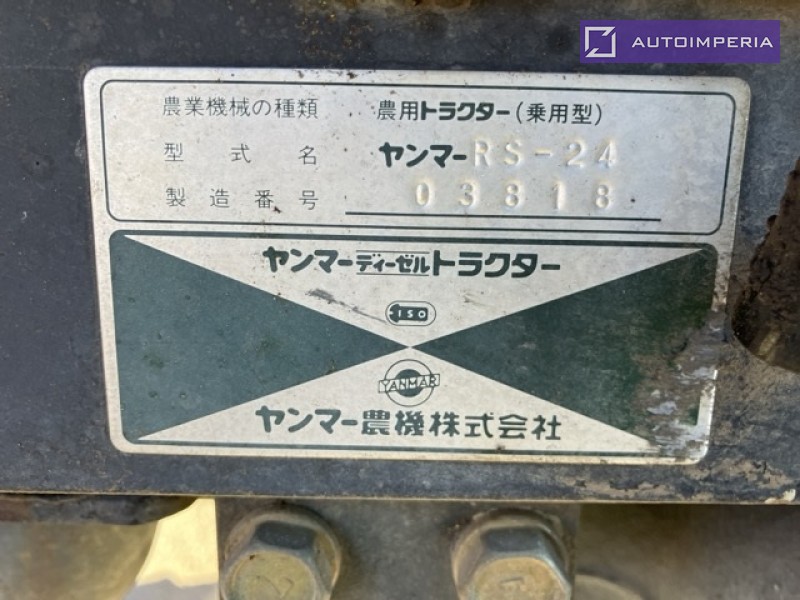 AUTOIMPERIA
農業機械の種類 農用トラクター(乗用型)
型式名 ヤンマーRS-24
製造番号 03818
ヤンマーディーゼルトラクター
ISO
YANMAR
ヤンマー農機株式会社